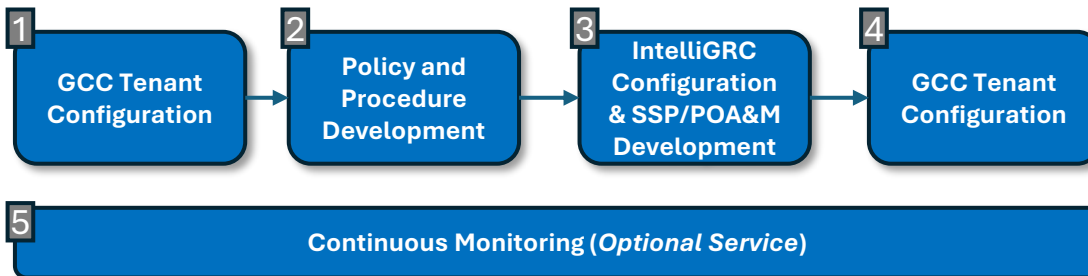 1
GCC Tenant
Configuration
2
Policy and
Procedure
Development
3
IntelliGRC
Configuration
& SSP/POA&M
Development
4
GCC Tenant
Configuration
5
Continuous Monitoring (Optional Service)